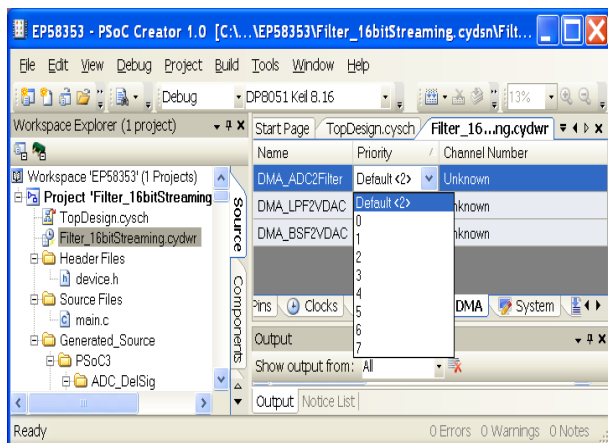 EP58353 - PSoC Creator 1.0 [C:\...\EP58353\Filter_16bitStreaming.cydsn\Filt...
File Edit View Debug Project Build Tools Window Help
Debug DP8051 Keil 8.16 13%
Workspace Explorer (1 project)
Start Page TopDesign.cysch Filter_16...ng.cydwr
Name Priority Channel Number
Workspace 'EP58353' (1 Projects)
DMA_ADC2Filter Default <2> Unknown
Project 'Filter_16bitStreaming
Default <2>
TopDesign.cysch
DMA_LPF2VDAC 0 nknown
Filter_16bitStreaming.cydwr
1
Header Files
DMA_BSF2VDAC 2 nknown
device.h
3
Source Files
4
main.c
5
Pins Clocks DMA System
Generated_Source
6
PSoC3
7
ADC_DelSig
Source
Components
Output
Show output from: All
Output Notice List
Ready 0 Errors 0 Warnings 0 Notes